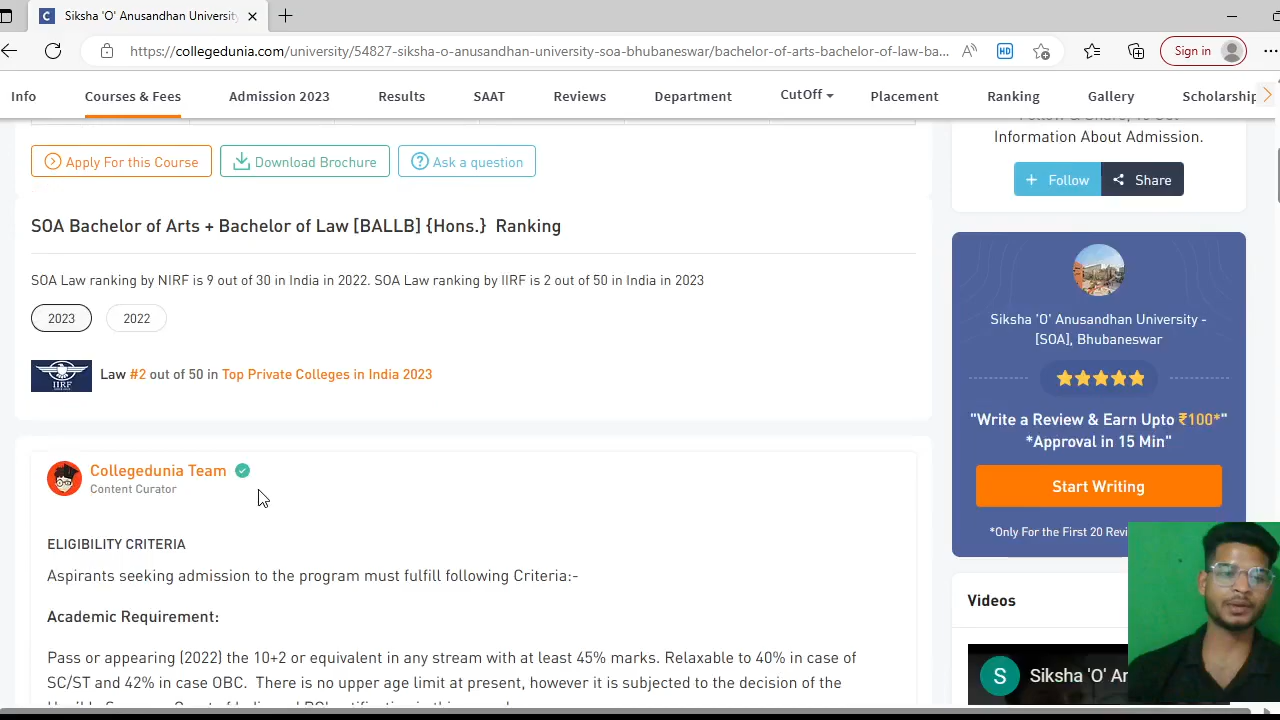 Siksha 'O' Anusandhan University
https://collegedunia.com/university/54827-siksha-o-anusandhan-university-soa-bhubaneswar/bachelor-of-arts-bachelor-of-law-ba...
HD
Sign in
Info
Courses & Fees
Admission 2023
Results
SAAT
Reviews
Department
CutOff
Placement
Ranking
Gallery
Scholarship
Apply For this Course
Download Brochure
Ask a question
Information About Admission.
Follow
Share
SOA Bachelor of Arts + Bachelor of Law [BALLB] {Hons.} Ranking
SOA Law ranking by NIRF is 9 out of 30 in India in 2022. SOA Law ranking by IIRF is 2 out of 50 in India in 2023
2023
2022
IIRF
Law #2 out of 50 in Top Private Colleges in India 2023
Siksha 'O' Anusandhan University -
[SOA], Bhubaneswar
"Write a Review & Earn Upto ₹100*"
*Approval in 15 Min"
Start Writing
*Only For the First 20 Revi
Collegedunia Team
Content Curator
ELIGIBILITY CRITERIA
Aspirants seeking admission to the program must fulfill following Criteria:-
Academic Requirement:
Pass or appearing (2022) the 10+2 or equivalent in any stream with at least 45% marks. Relaxable to 40% in case of
SC/ST and 42% in case OBC. There is no upper age limit at present, however it is subjected to the decision of the
Videos
S
Siksha 'O' An